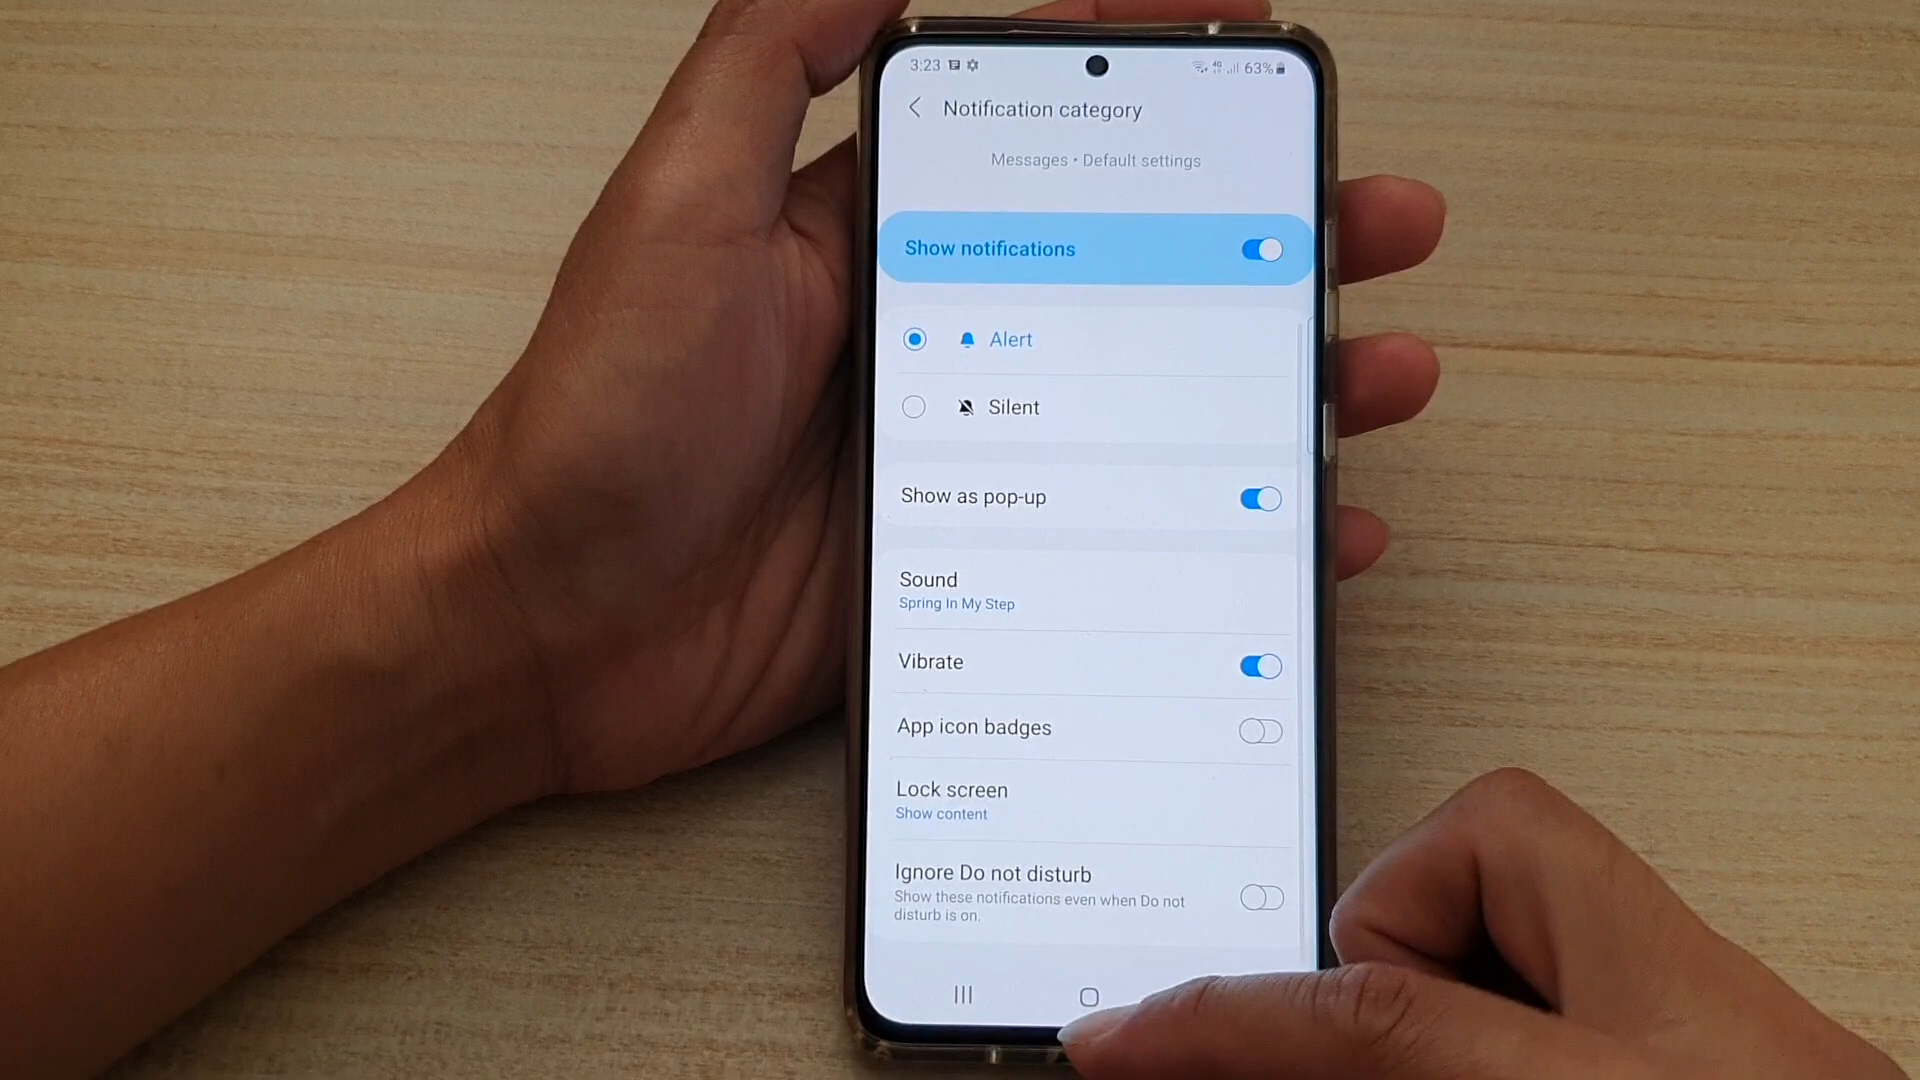 3:23
4G 63%
Notification category
Messages • Default settings
Show notifications
Alert
Silent
Show as pop-up
Sound
Spring In My Step
Vibrate
App icon badges
Lock screen
Show content
Ignore Do not disturb
Show these notifications even when Do not
disturb is on.